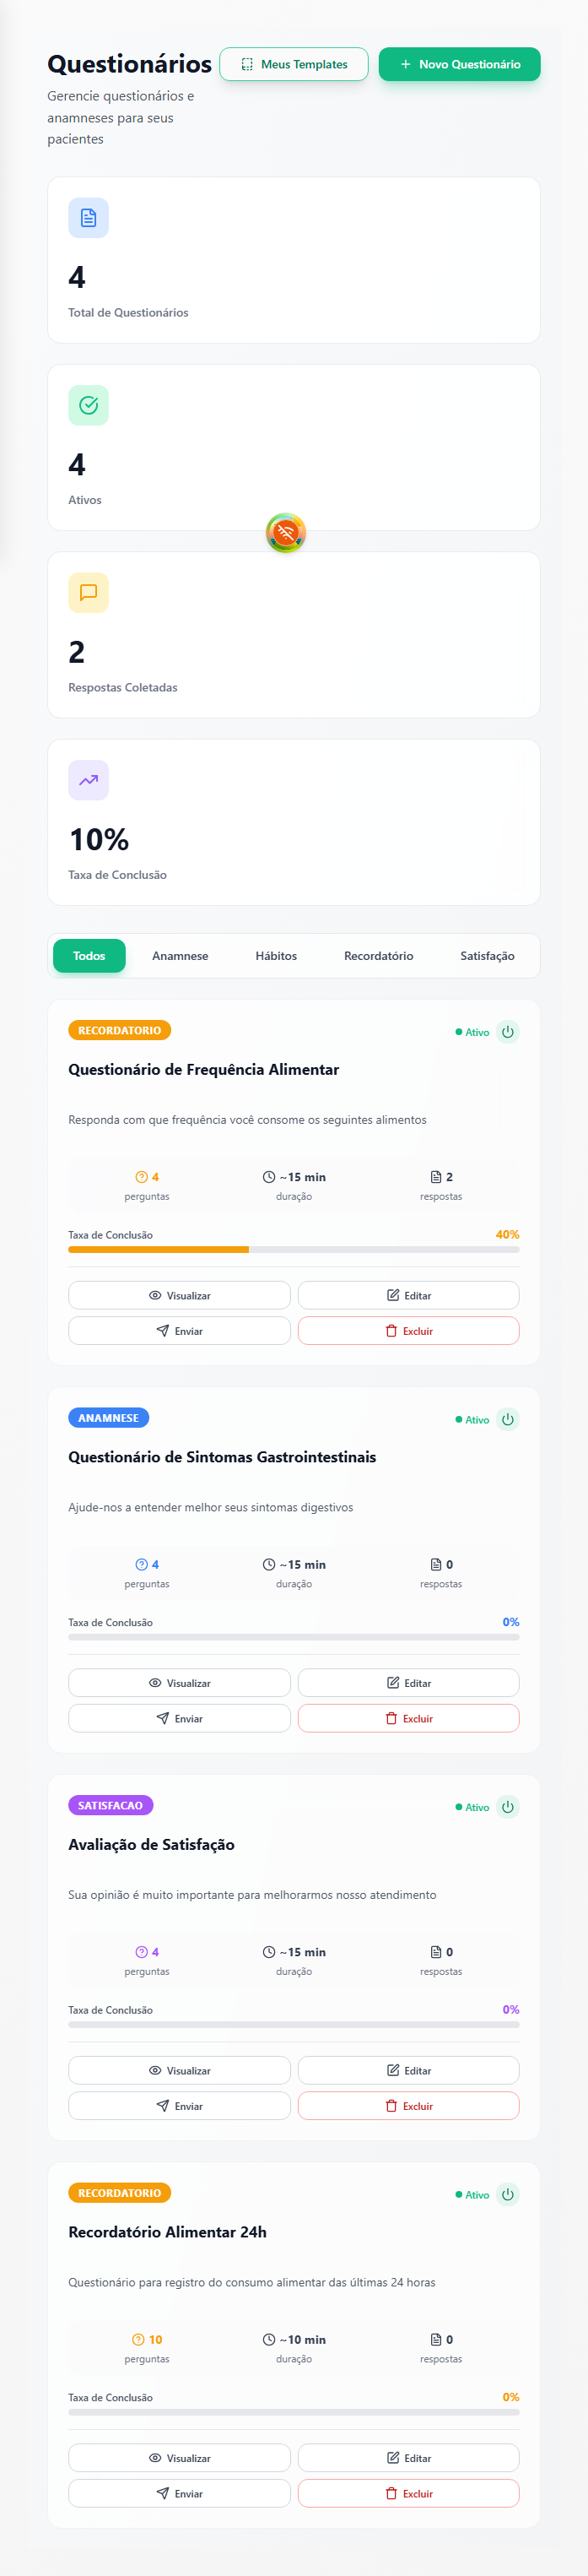 Questionários
Meus Templates
Novo Questionário
Gerencie questionários e
anamneses para seus
pacientes
4
Total de Questionários
4
Ativos
2
Respostas Coletadas
10%
Taxa de Conclusão
Todos
Anamnese
Hábitos
Recordatório
Satisfação
RECORDATORIO
Ativo
Questionário de Frequência Alimentar
Responda com que frequência você consome os seguintes alimentos
4
~15 min
2
perguntas
duração
respostas
Taxa de Conclusão
40%
Visualizar
Editar
Enviar
Excluir
ANAMNESE
Ativo
Questionário de Sintomas Gastrointestinais
Ajude-nos a entender melhor seus sintomas digestivos
4
~15 min
0
perguntas
duração
respostas
Taxa de Conclusão
0%
Visualizar
Editar
Enviar
Excluir
SATISFACAO
Ativo
Avaliação de Satisfação
Sua opinião é muito importante para melhorarmos nosso atendimento
4
~15 min
0
perguntas
duração
respostas
Taxa de Conclusão
0%
Visualizar
Editar
Enviar
Excluir
RECORDATORIO
Ativo
Recordatório Alimentar 24h
Questionário para registro do consumo alimentar das últimas 24 horas
10
~10 min
0
perguntas
duração
respostas
Taxa de Conclusão
0%
Visualizar
Editar
Enviar
Excluir